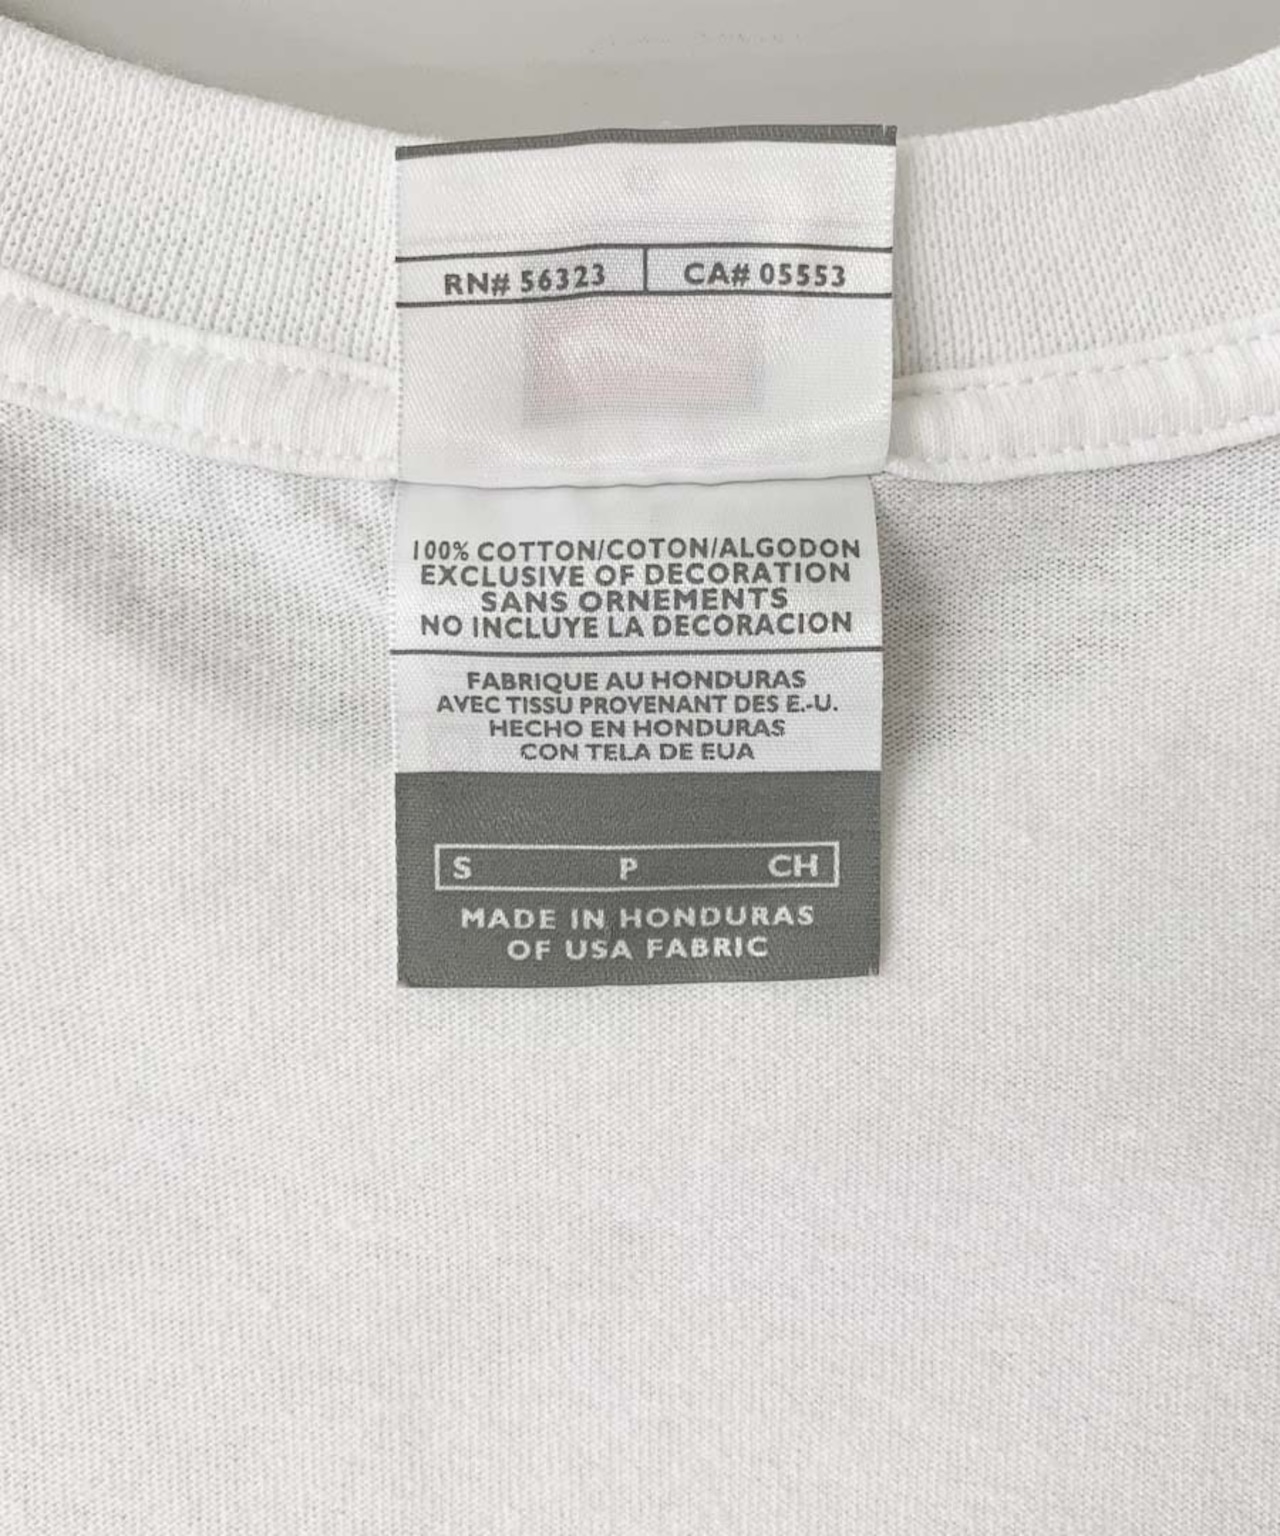 RN# 56323 CA# 05553
100% COTTON/COTON/ALGODON
EXCLUSIVE OF DECORATION
SANS ORNEMENTS
NO INCLUYE LA DECORACION
FABRIQUE AU HONDURAS
AVEC TISSU PROVENANT DES E.-U.
HECHO EN HONDURAS
CON TELA DE EUA
S P CH
MADE IN HONDURAS
OF USA FABRIC